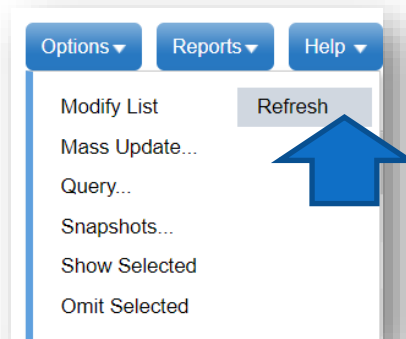 Options Reports Help
Modify List Refresh
Mass Update...
Query...
Snapshots...
Show Selected
Omit Selected